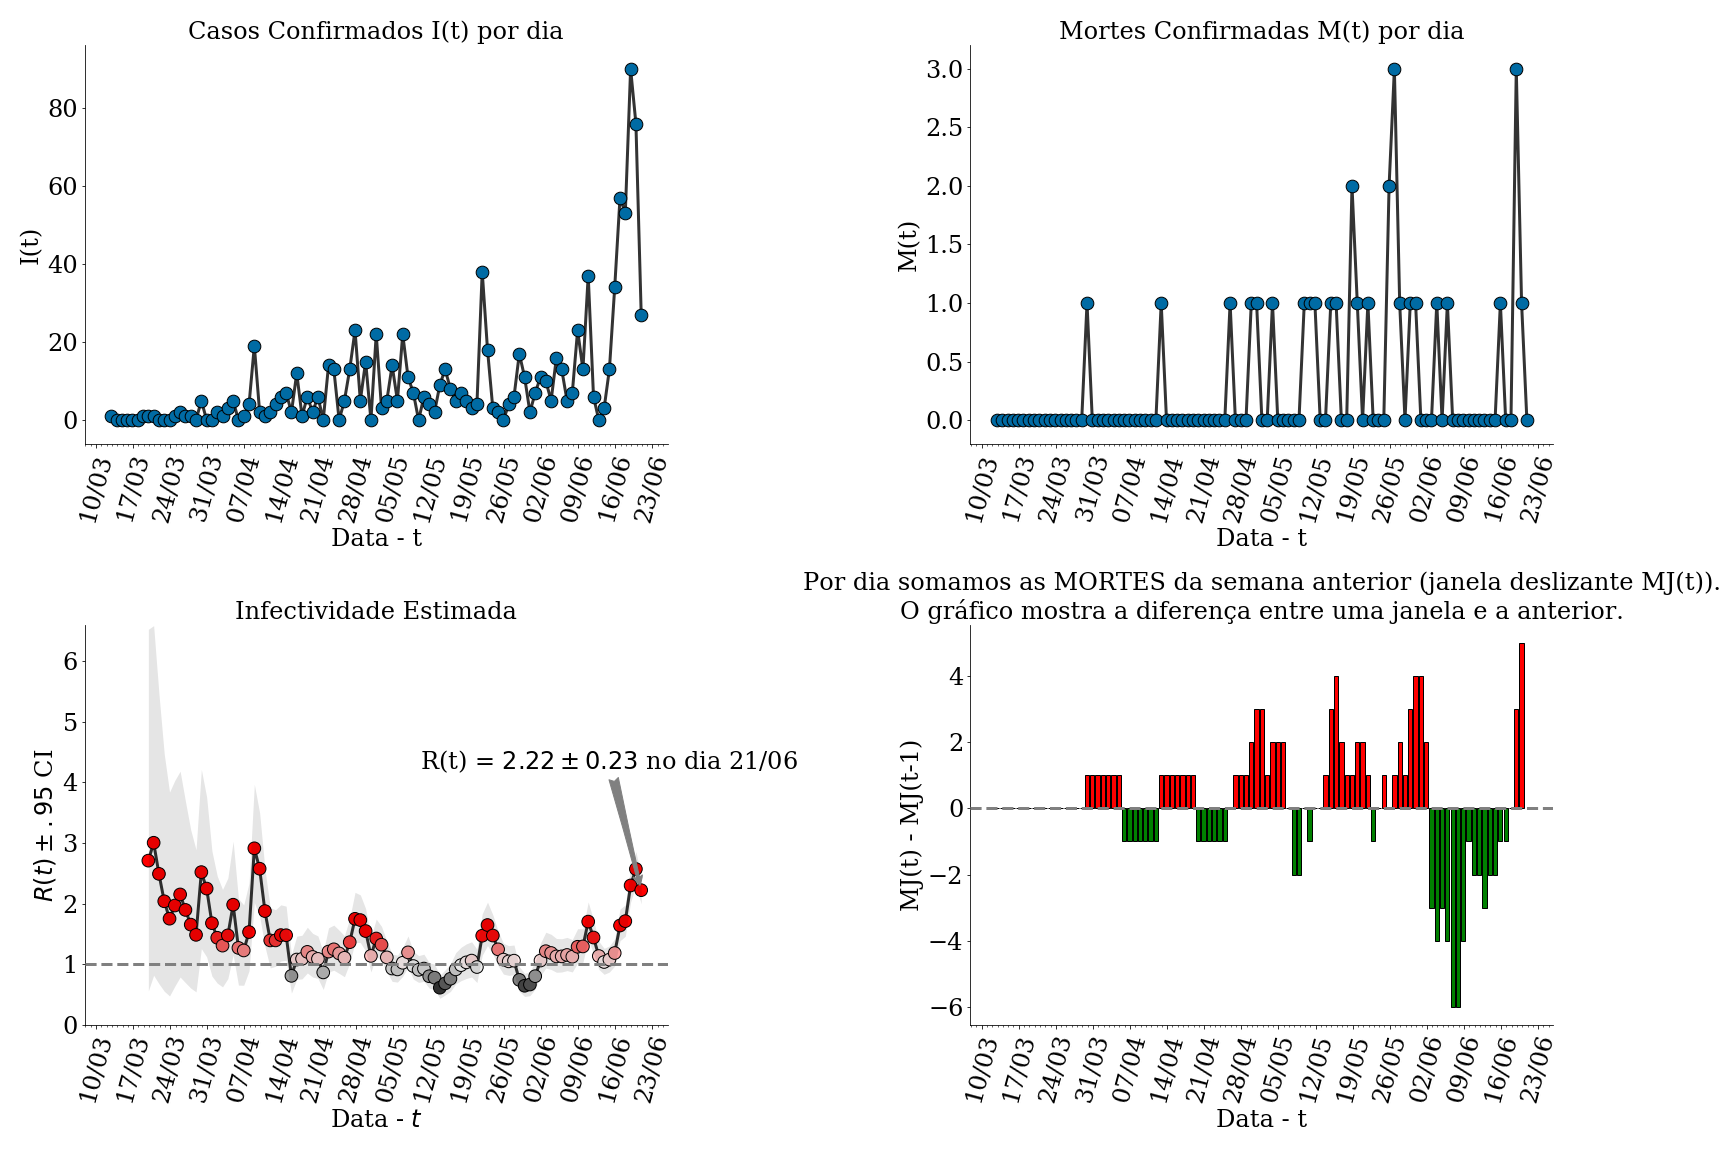 Casos Confirmados I(t) por dia
I(t)
80
60
40
20
0
10/03 17/03 24/03 31/03 07/04 14/04 21/04 28/04 05/05 12/05 19/05 26/05 02/06 09/06 16/06 23/06
Data - t
Mortes Confirmadas M(t) por dia
M(t)
3.0
2.5
2.0
1.5
1.0
0.5
0.0
10/03 17/03 24/03 31/03 07/04 14/04 21/04 28/04 05/05 12/05 19/05 26/05 02/06 09/06 16/06 23/06
Data - t
Infectividade Estimada
R(t) ± .95 CI
6
5
4
3
2
1
0
R(t) = 2.22 ± 0.23 no dia 21/06
10/03 17/03 24/03 31/03 07/04 14/04 21/04 28/04 05/05 12/05 19/05 26/05 02/06 09/06 16/06 23/06
Data - t
Por dia somamos as MORTES da semana anterior (janela deslizante MJ(t)).
O gráfico mostra a diferença entre uma janela e a anterior.
MJ(t) - MJ(t-1)
4
2
0
−2
−4
−6
10/03 17/03 24/03 31/03 07/04 14/04 21/04 28/04 05/05 12/05 19/05 26/05 02/06 09/06 16/06 23/06
Data - t